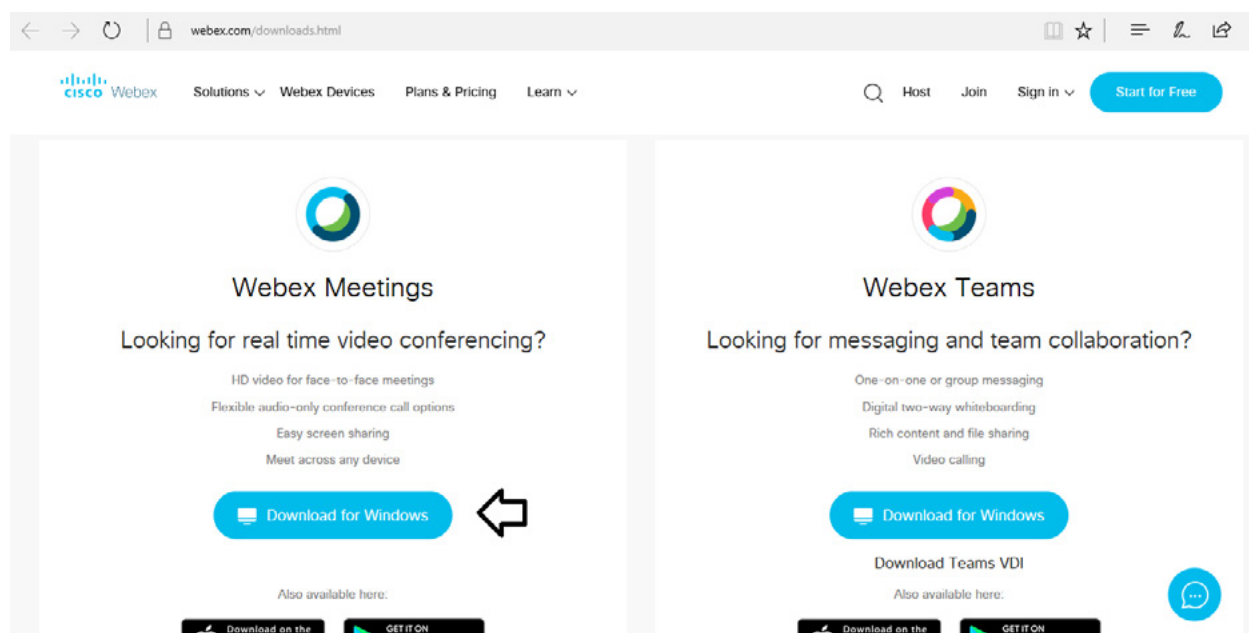 webex.com/downloads.html
CISCO Webex Solutions Webex Devices Plans & Pricing Learn Host Join Sign in Start for Free
Webex Meetings
Looking for real time video conferencing?
HD video for face-to-face meetings
Flexible audio-only conference call options
Easy screen sharing
Meet across any device
Download for Windows
Also available here:
Download on the
GET IT ON
Webex Teams
Looking for messaging and team collaboration?
One-on-one or group messaging
Digital two-way whiteboarding
Rich content and file sharing
Video calling
Download for Windows
Download Teams VDI
Also available here:
Download on the
GET IT ON